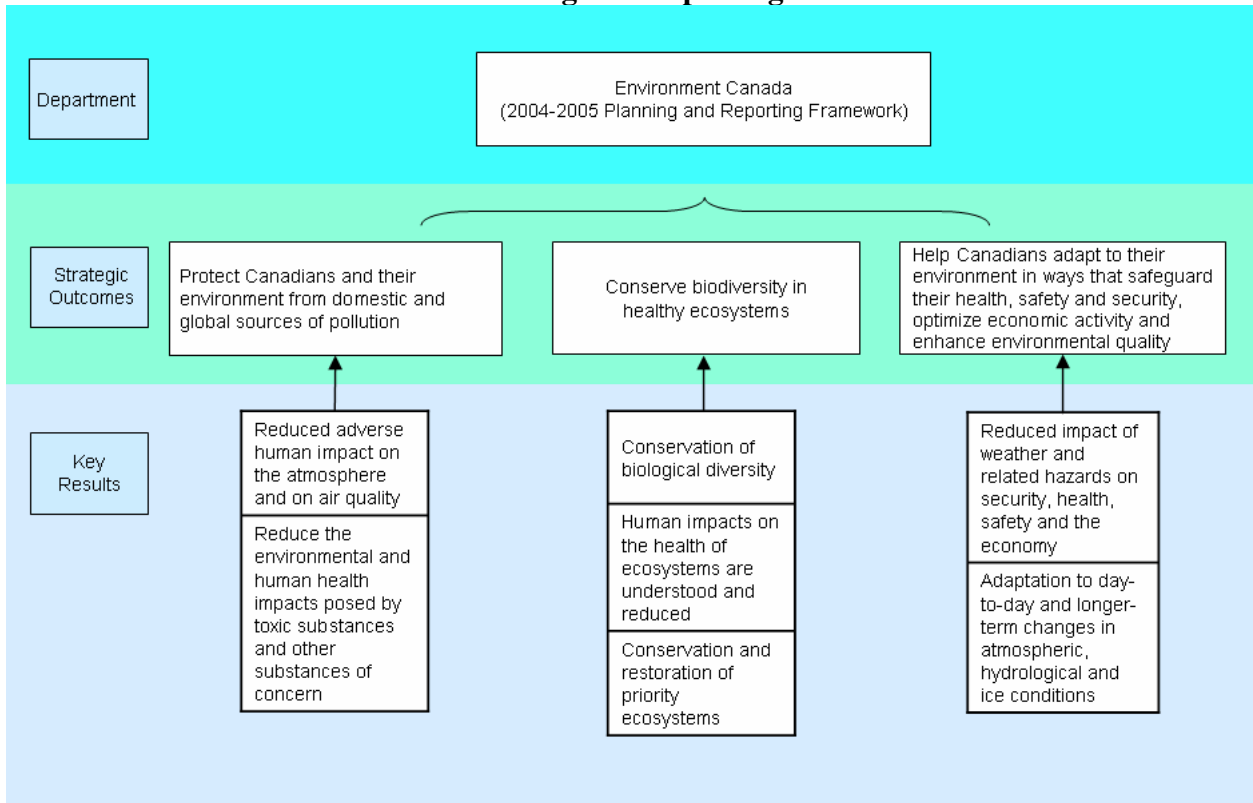 Department
Environment Canada
(2004-2005 Planning and Reporting Framework)
Strategic
Outcomes
Protect Canadians and their
environment from domestic and
global sources of pollution
Conserve biodiversity in
healthy ecosystems
Help Canadians adapt to their
environment in ways that safeguard
their health, safety and security,
optimize economic activity and
enhance environmental quality
Key
Results
Reduced adverse
human impact on
the atmosphere
and on air quality
Reduce the
environmental and
human health
impacts posed by
toxic substances
and other
substances of
concern
Conservation of
biological diversity
Human impacts on
the health of
ecosystems are
understood and
reduced
Conservation and
restoration of
priority
ecosystems
Reduced impact of
weather and
related hazards on
security, health,
safety and the
economy
Adaptation to day-
to-day and longer-
term changes in
atmospheric,
hydrological and
ice conditions